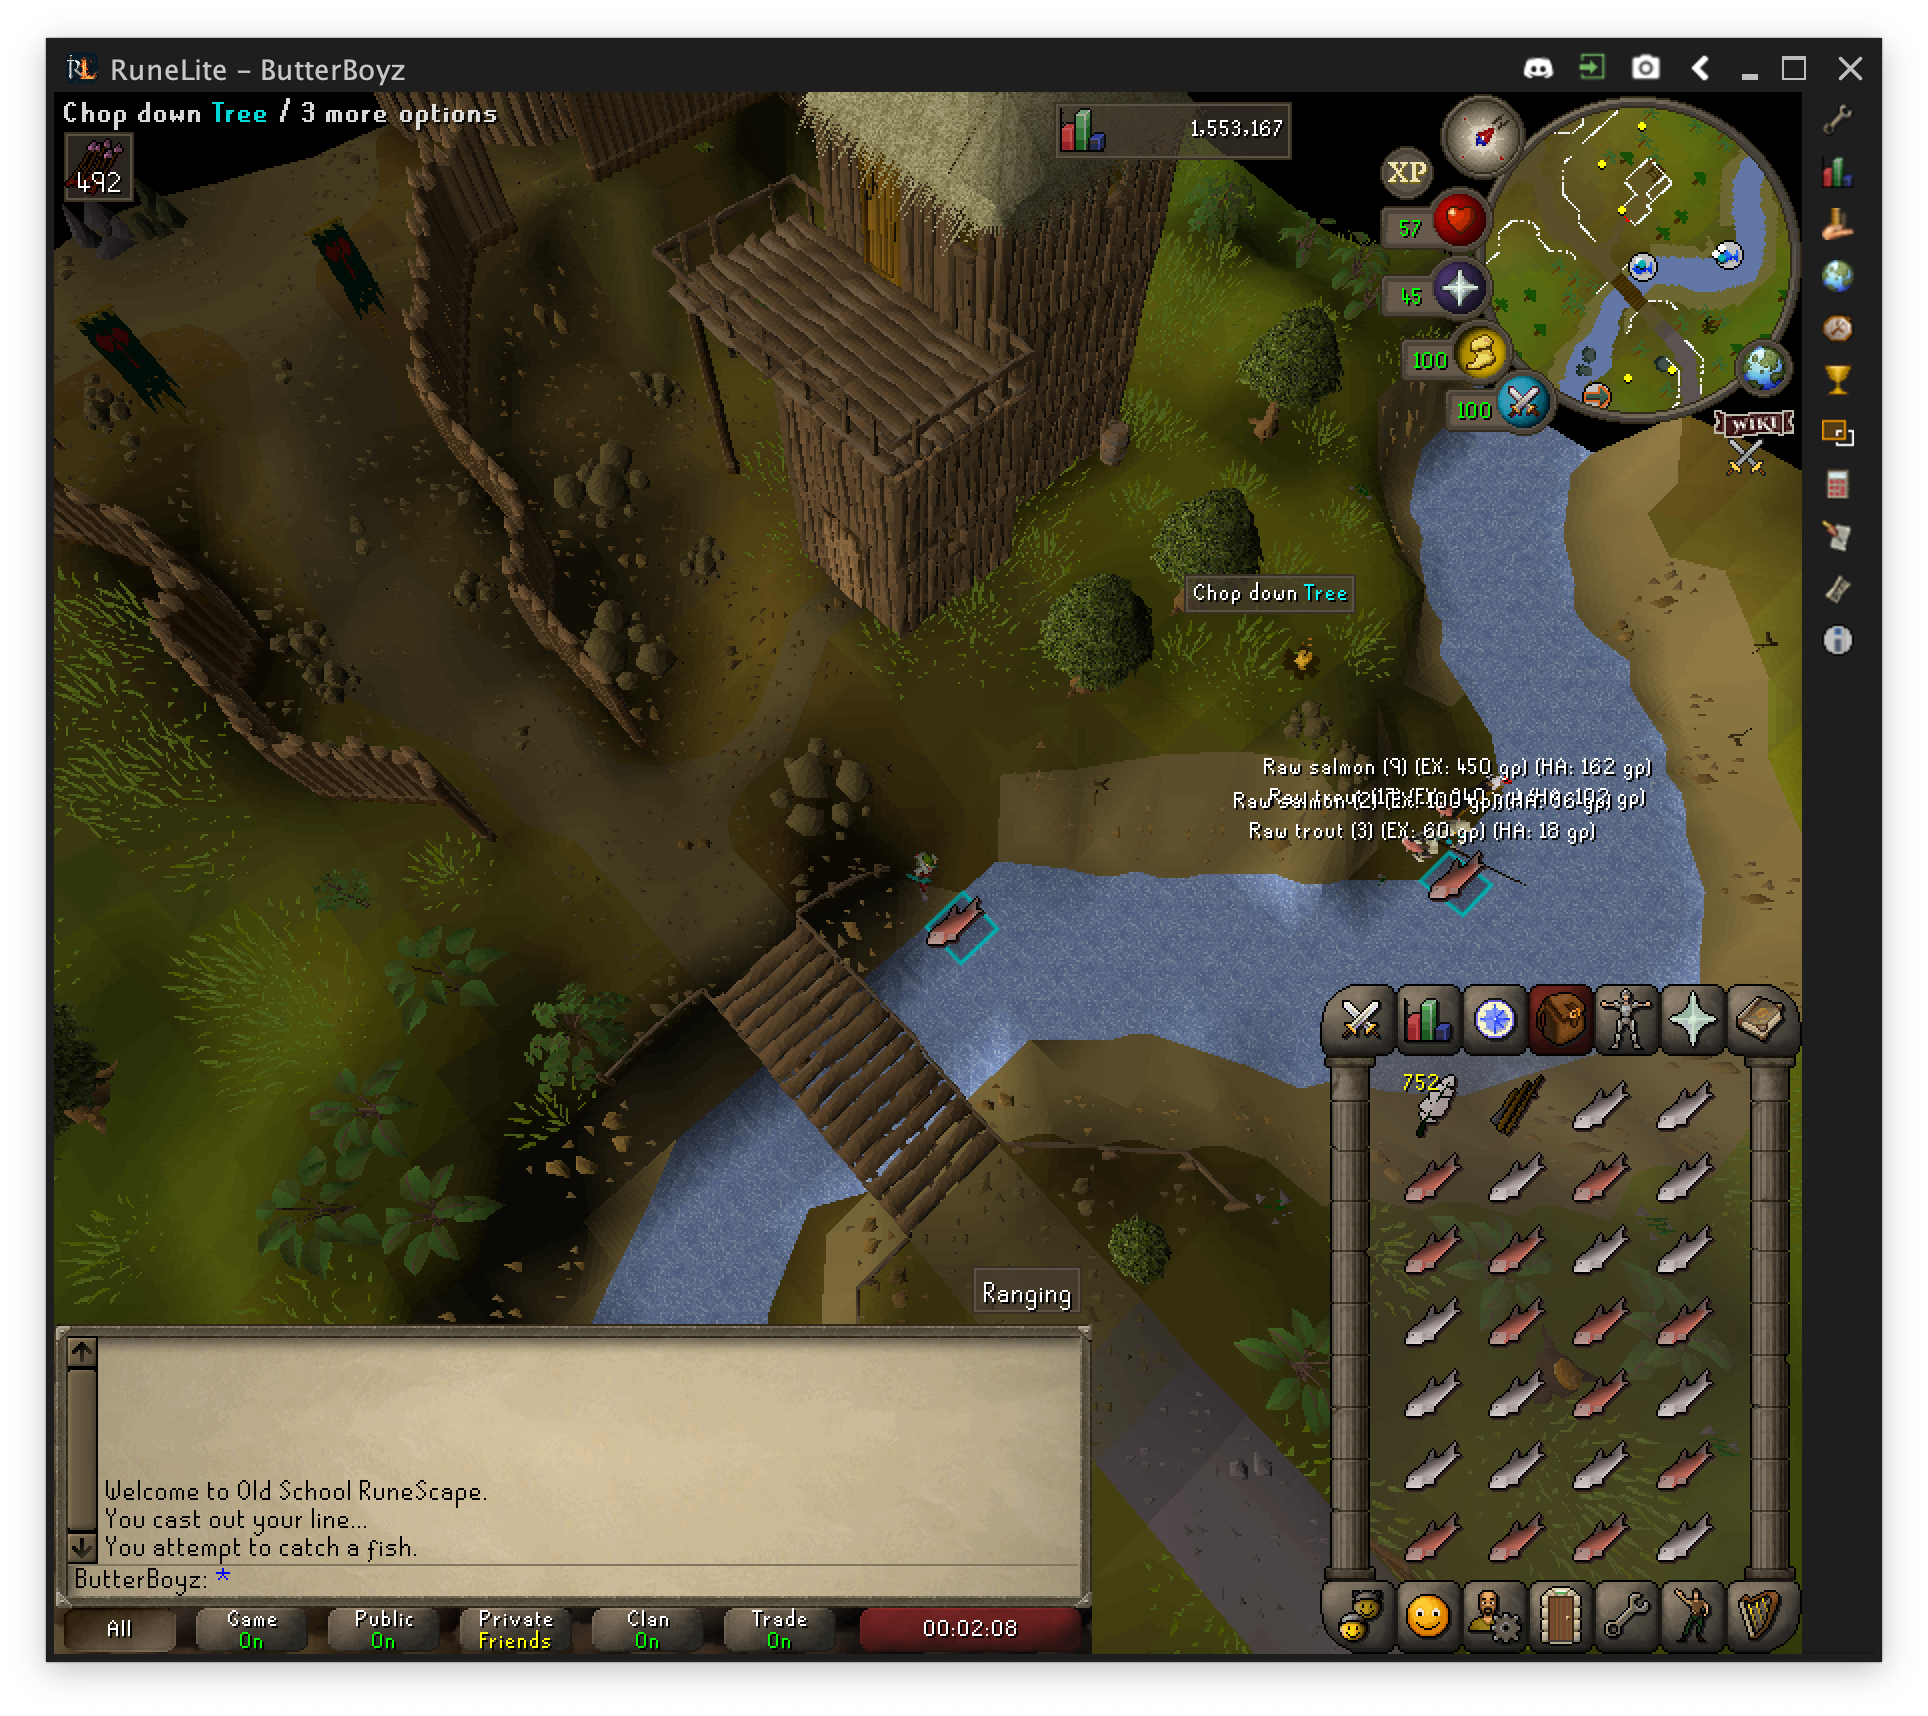 RuneLite - ButterBoyz
Chop down Tree / 3 more options
492
1,553,167
XP
57
45
100
100
WIKI
Chop down Tree
Raw salmon (9) (EX: 450 gp) (HA: 162 gp)
Raw trout (3) (EX: 60 gp) (HA: 18 gp)
752
Ranging
Welcome to Old School RuneScape.
You cast out your line...
You attempt to catch a fish.
ButterBoyz: *
All
Game
On
Public
On
Private
Friends
Clan
On
Trade
On
00:02:08